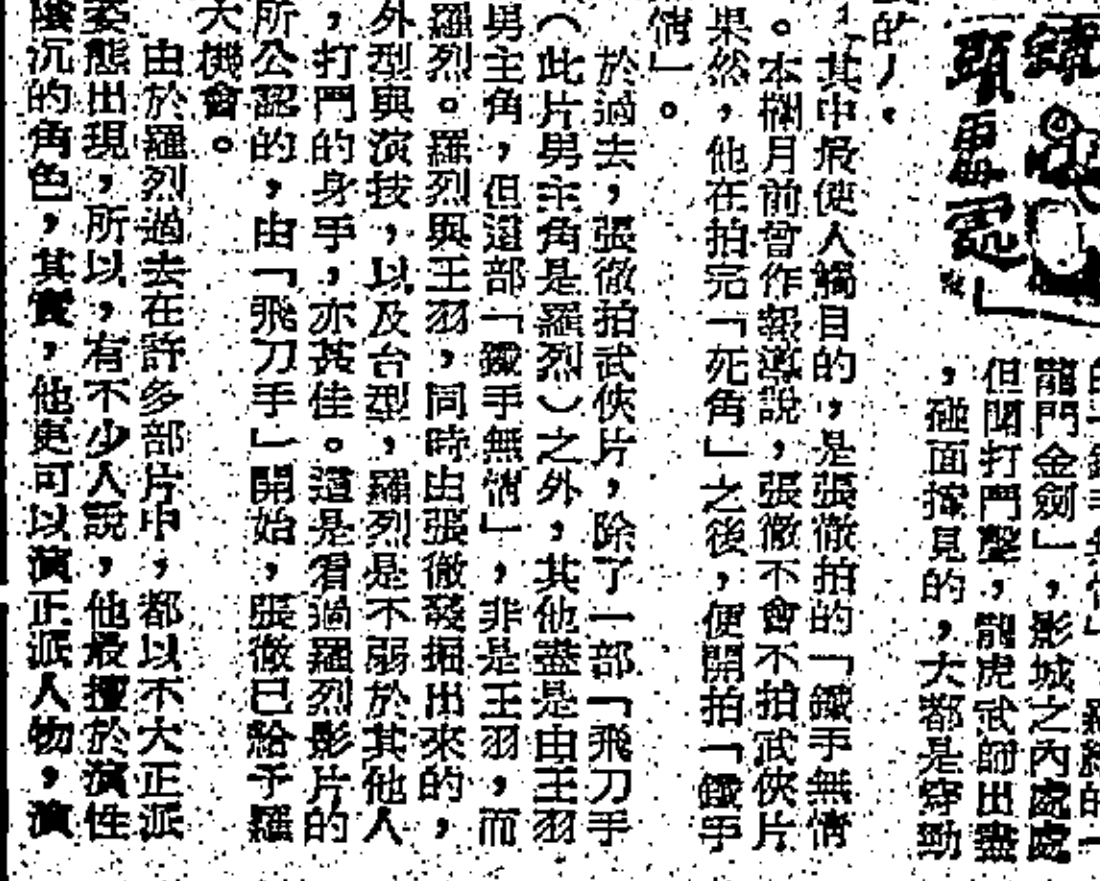 龍門金劍」，影城之內處處
但聞打鬥聲，龍虎武師出盡
，碰面撞見的，大都是穿勁
的人。
其中最使人觸目的，是張徹拍的「鐵手無情
。本欄月前曾作報導說，張徹不會不拍武俠片
果然，他在拍完「死角」之後，便開拍「鐵手
情」。
於過去，張徹拍武俠片，除了一部「飛刀手
（此片男主角是羅烈）之外，其他盡是由王羽
男主角，但這部「鐵手無情」，非是王羽，而
羅烈。羅烈與王羽，同時由張徹發掘出來的，
外型與演技，以及台型，羅烈是不弱於其他人
，打鬥的身手，亦甚佳。這是看過羅烈影片的
所公認的，由「飛刀手」開始，張徹已給予羅
大機會。
由於羅烈過去在許多部片中，都以不大正派
姿態出現，所以，有不少人說，他最擅於演性
陰沉的角色，其實，他更可以演正派人物，演